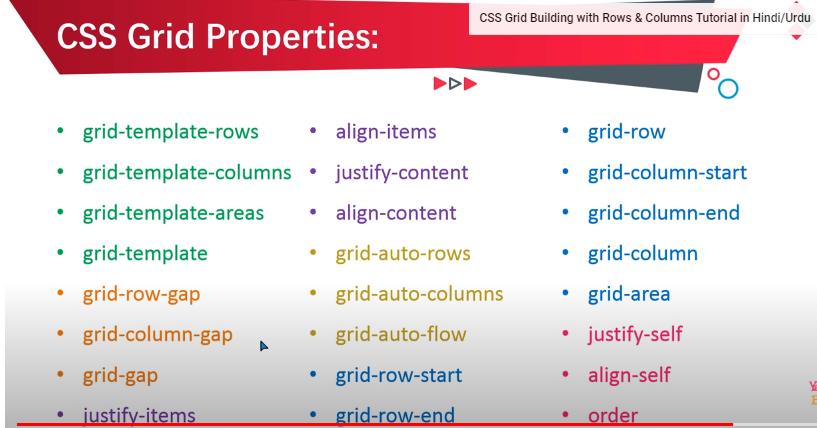 CSS Grid Building with Rows & Columns Tutorial in Hindi/Urdu
CSS Grid Properties:
• grid-template-rows
• grid-template-columns
• grid-template-areas
• grid-template
• grid-row-gap
• grid-column-gap
• grid-gap
• justify-items
• align-items
• justify-content
• align-content
• grid-auto-rows
• grid-auto-columns
• grid-auto-flow
• grid-row-start
• grid-row-end
• grid-row
• grid-column-start
• grid-column-end
• grid-column
• grid-area
• justify-self
• align-self
• order